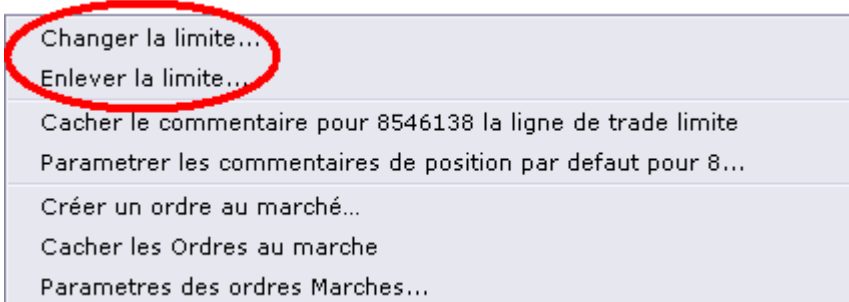 Changer la limite...
Enlever la limite...
Cacher le commentaire pour 8546138 la ligne de trade limite
Parametrer les commentaires de position par defaut pour 8...
Créer un ordre au marché...
Cacher les Ordres au marche
Parametres des ordres Marches...